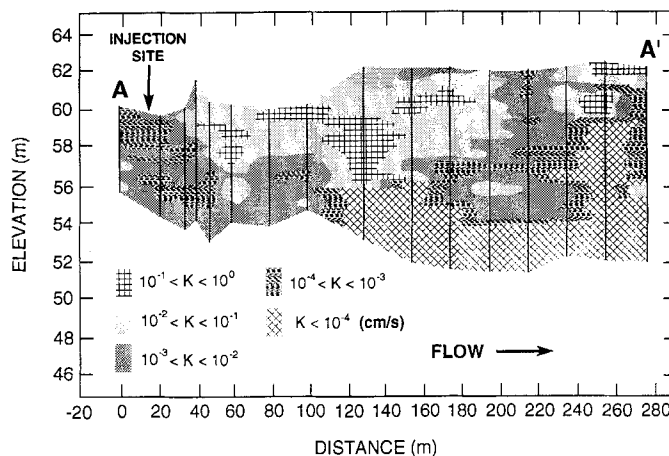 INJECTION
SITE
A
A'
64
62
60
58
56
54
52
50
48
46
ELEVATION (m)
10⁻¹ < K < 10⁰
10⁻⁴ < K < 10⁻³
10⁻² < K < 10⁻¹
K < 10⁻⁴ (cm/s)
10⁻³ < K < 10⁻²
FLOW
-20 0 20 40 60 80 100 120 140 160 180 200 220 240 260 280
DISTANCE (m)